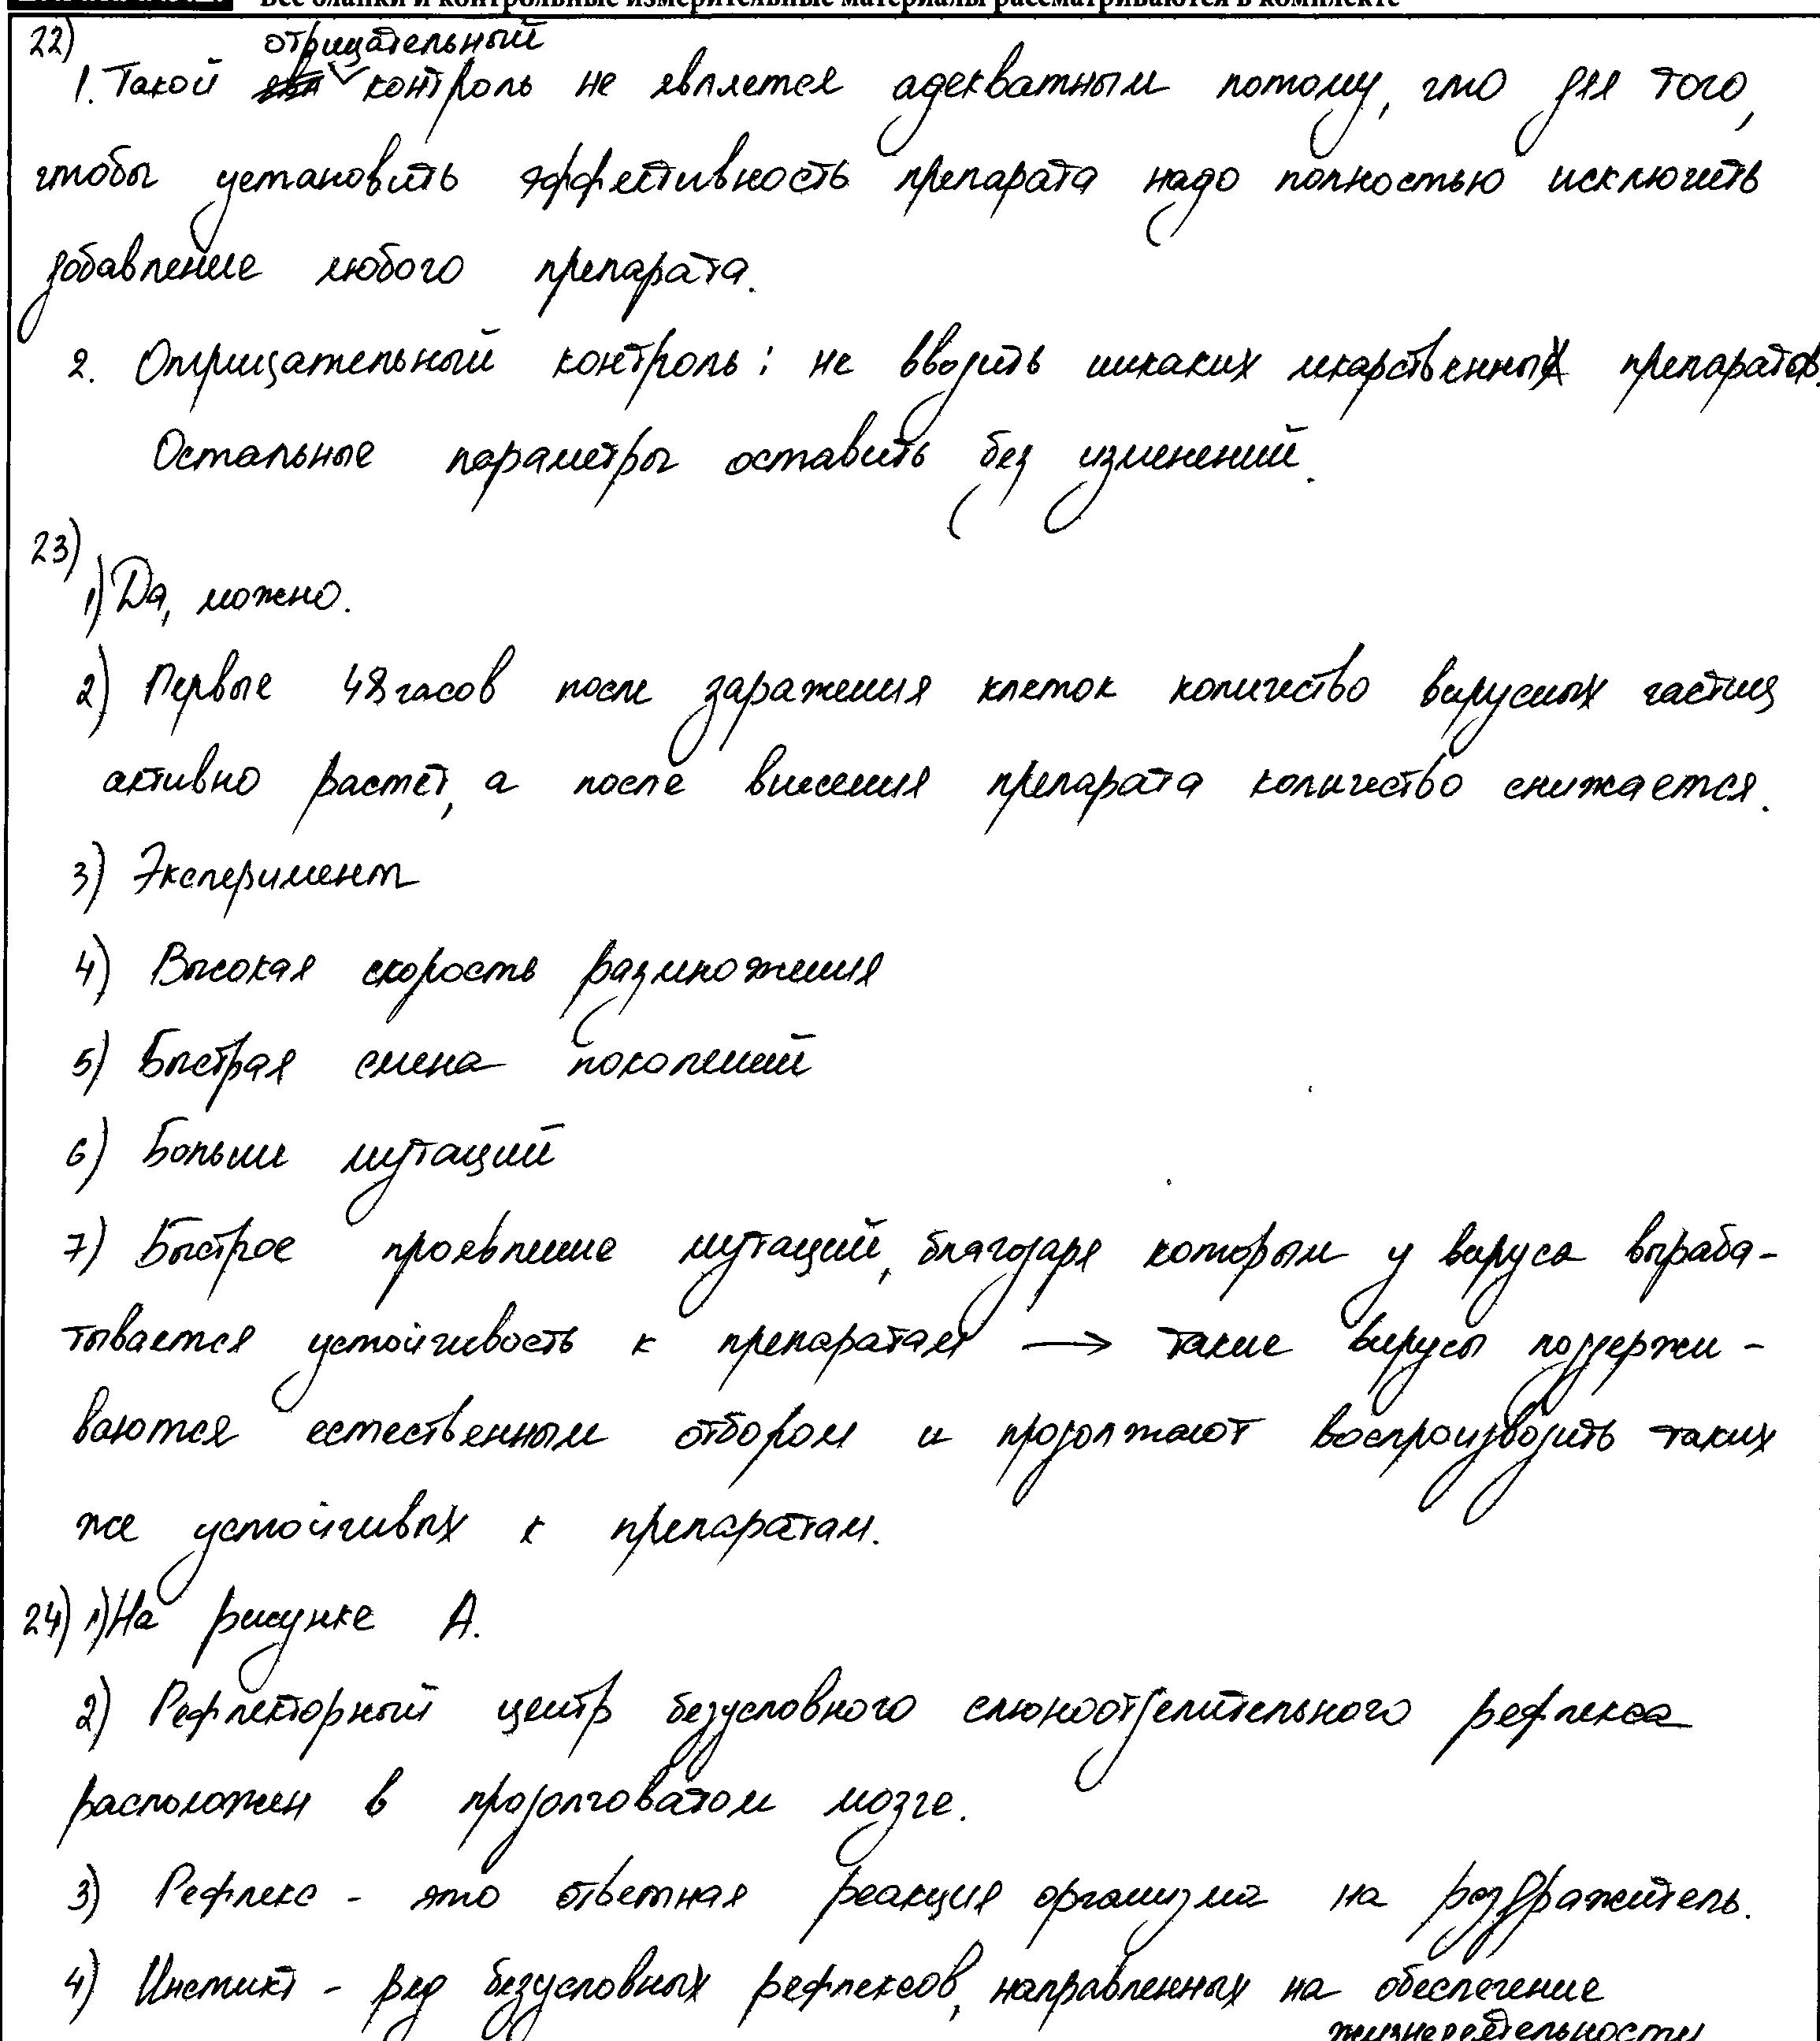 Все бланки и контрольные измерительные материалы рассматриваются в комплекте
22)
отрицательный
1. Такой контроль не является адекватным потому, что для того,
чтобы установить эффективность препарата надо полностью исключить
добавление любого препарата.
2. Отрицательный контроль: не вводить никаких лекарственных препаратов.
Остальные параметры оставить без изменений.
23)
1) Да, можно.
2) Первые 48 часов после заражения клеток количество вирусных частиц
активно растёт, а после внесения препарата количество снижается.
3) Эксперимент
4) Высокая скорость размножения
5) Быстрая смена поколений
6) Больше мутаций
7) Быстрое проявление мутаций, благодаря которым у вируса выраба-
тывается устойчивость к препаратам → такие вирусы поддержи-
ваются естественным отбором и продолжают воспроизводить таких
же устойчивых к препаратам.
24) 1) На рисунке А.
2) Рефлекторный центр безусловного слюноотделительного рефлекса
расположен в продолговатом мозге.
3) Рефлекс - это ответная реакция организма на раздражитель.
4) Инстикт - ряд безусловных рефлексов, направленных на обеспечение
жизнедеятельности